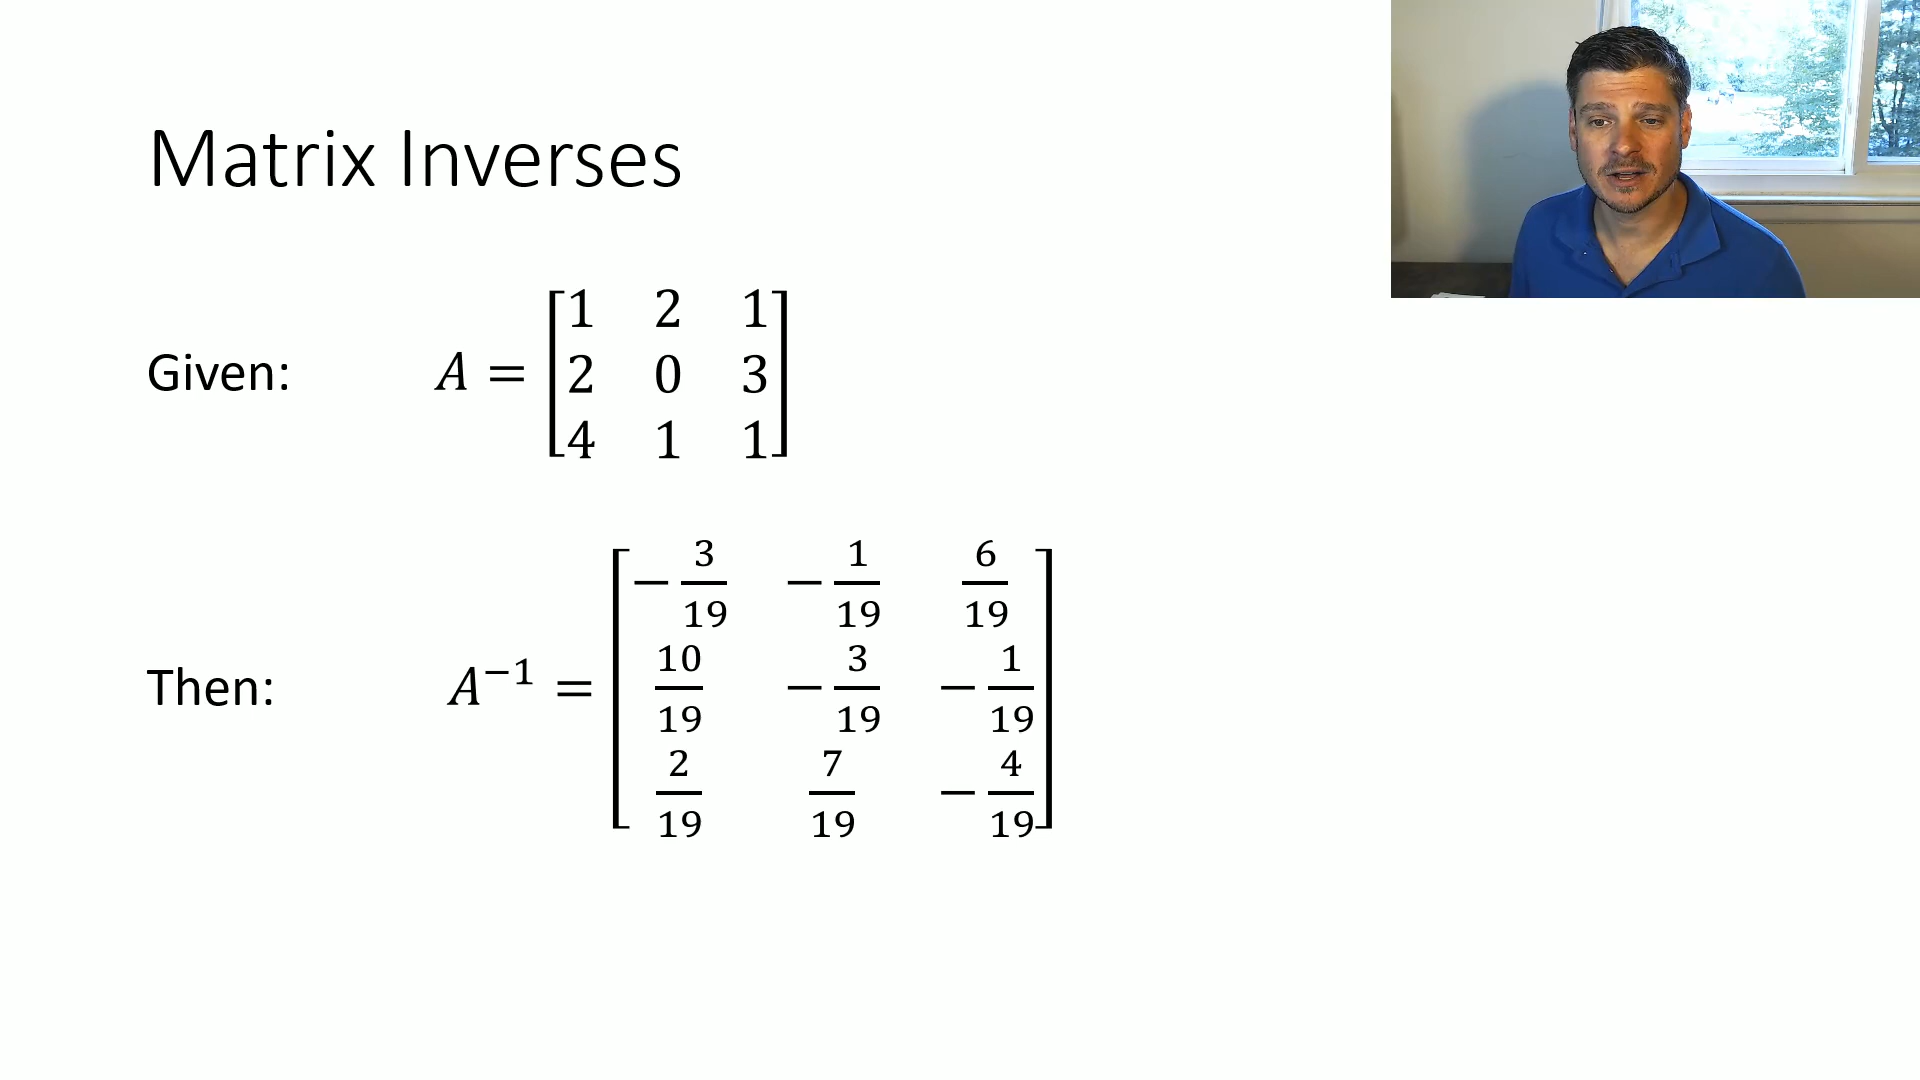 Matrix Inverses
Given: A = [1 2 1
2 0 3
4 1 1]
Then: A⁻¹ = [−3/19 −1/19 6/19
10/19 −3/19 −1/19
2/19 7/19 −4/19]